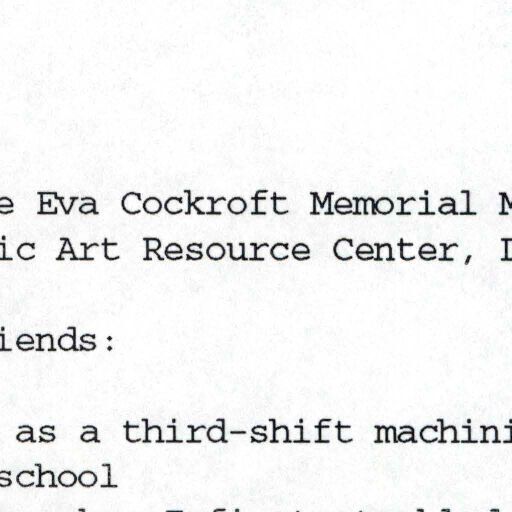 e Eva Cockroft Memorial M
ic Art Resource Center,
iends:
as a third-shift machini
school